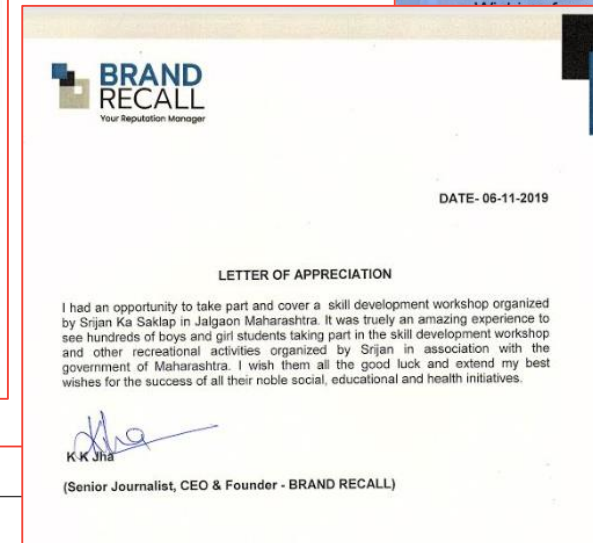 BRAND
RECALL
Your Reputation Manager
DATE- 06-11-2019
LETTER OF APPRECIATION
I had an opportunity to take part and cover a skill development workshop organized
by Srijan Ka Saklap in Jalgaon Maharashtra. It was truely an amazing experience to
see hundreds of boys and girl students taking part in the skill development workshop
and other recreational activities organized by Srijan in association with the
government of Maharashtra. I wish them all the good luck and extend my best
wishes for the success of all their noble social, educational and health initiatives.
K K Jha
(Senior Journalist, CEO & Founder - BRAND RECALL)